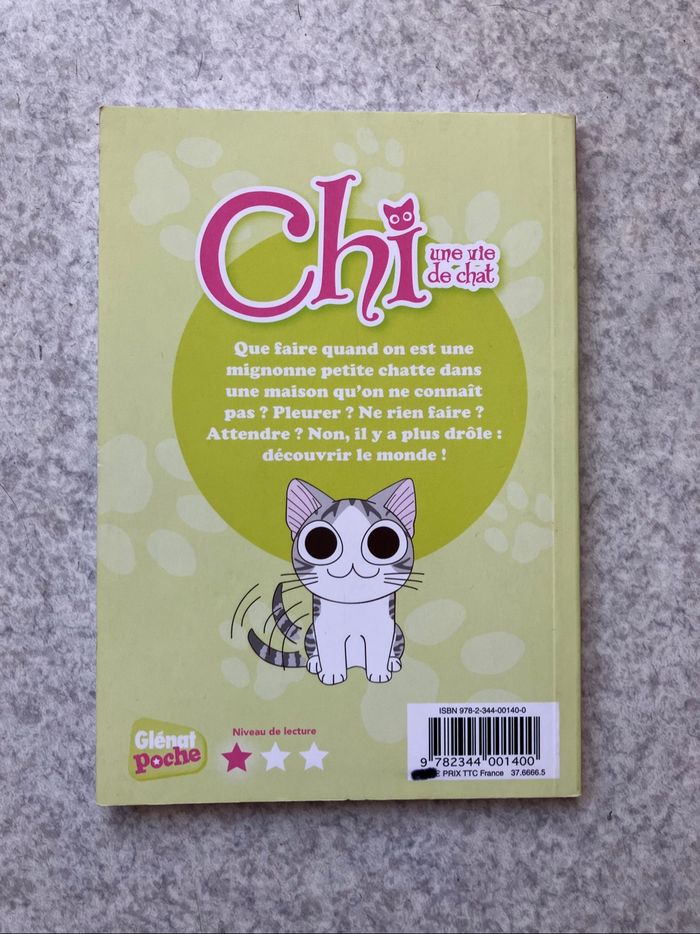 Chi
une vie
de chat
Que faire quand on est une
mignonne petite chatte dans
une maison qu'on ne connaît
pas ? Pleurer ? Ne rien faire ?
Attendre ? Non, il y a plus drôle :
découvrir le monde !
Glénat
poche
Niveau de lecture
ISBN 978-2-344-00140-0
9 782344 001400
PRIX TTC France 37.6666.5